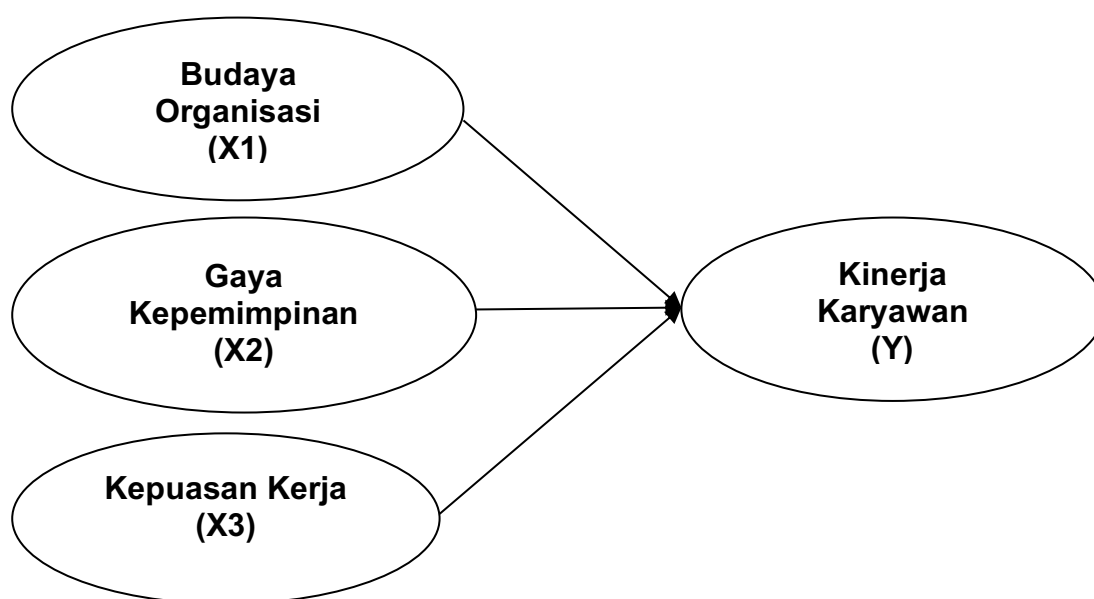 Budaya
Organisasi
(X1)
Gaya
Kepemimpinan
(X2)
Kepuasan Kerja
(X3)
Kinerja
Karyawan
(Y)